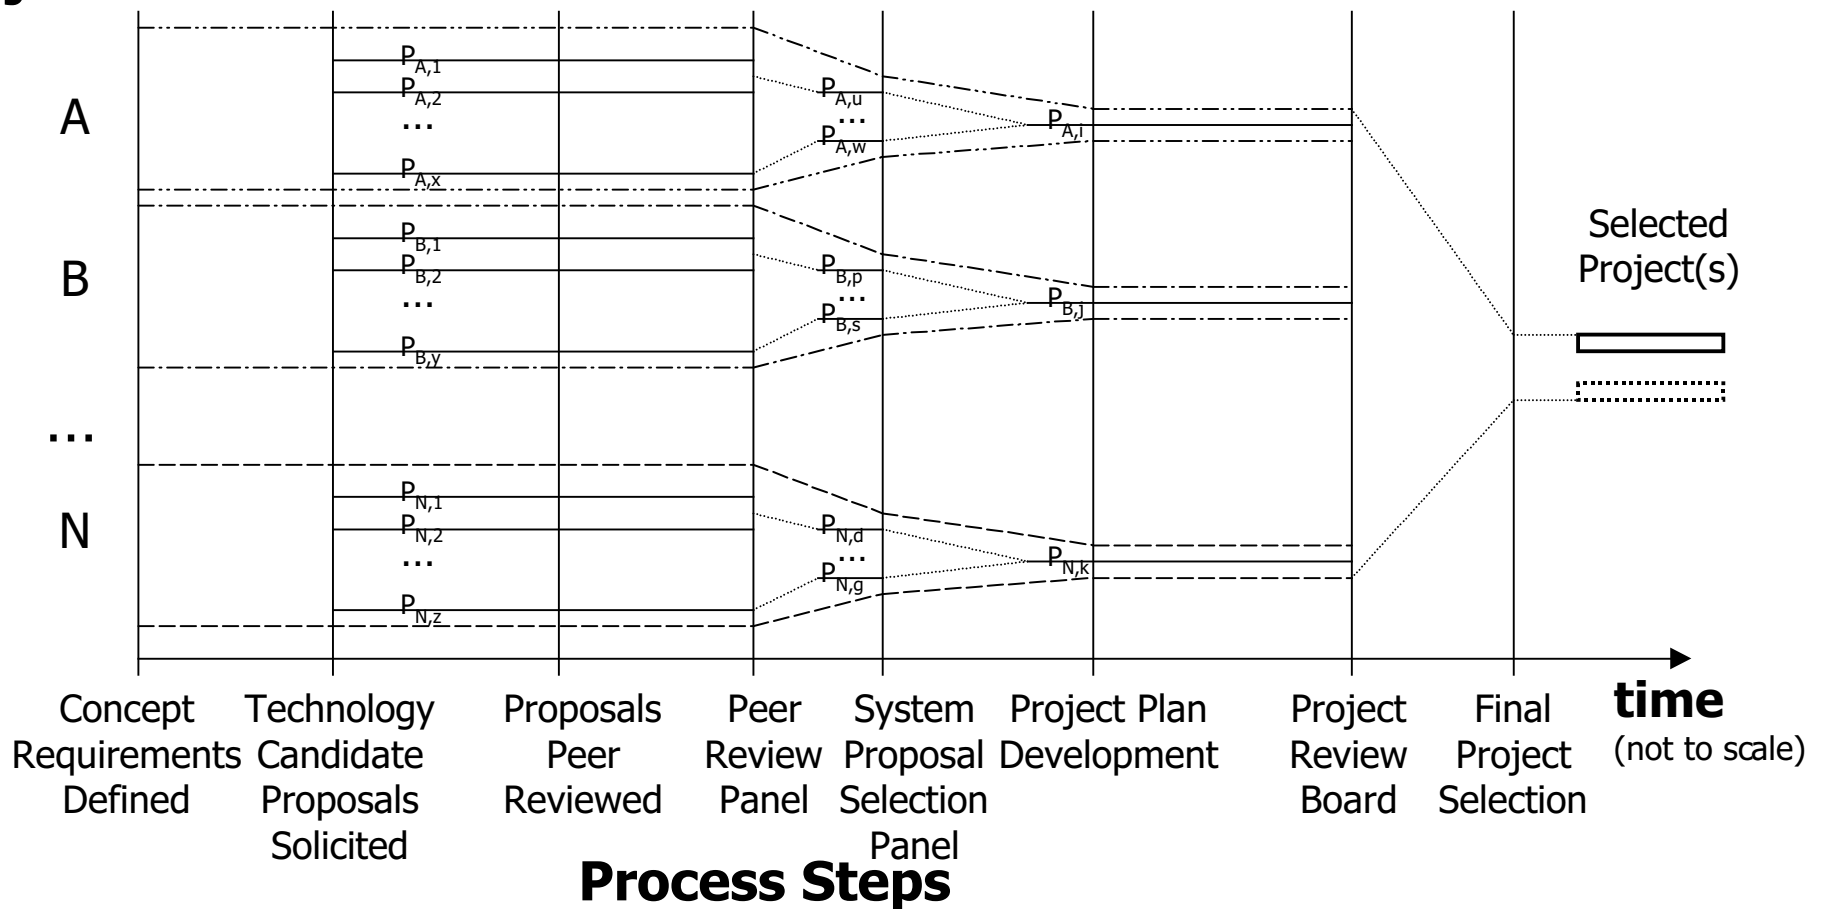 P A,1
P A,2
...
P A,x
A
P A,u
...
P A,w
P A,i
P B,1
P B,2
...
P B,y
B
P B,p
...
P B,s
P B,j
Selected
Project(s)
...
P N,1
P N,2
...
P N,z
N
P N,d
...
P N,g
P N,k
Concept
Requirements
Defined
Technology
Candidate
Proposals
Solicited
Proposals
Peer
Reviewed
Peer
Review
Panel
System
Proposal
Selection
Panel
Project Plan
Development
Project
Review
Board
Final
Project
Selection
time
(not to scale)
Process Steps